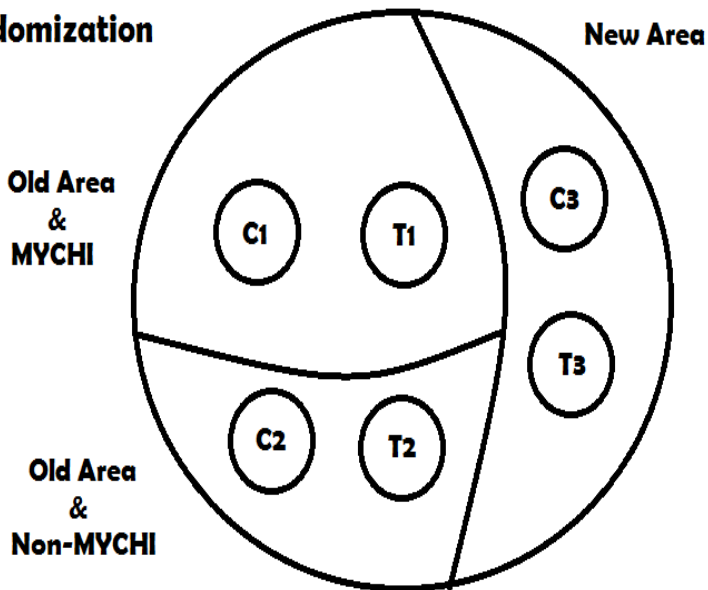 domization
New Area
Old Area
&
MYCHI
C1
T1
C3
T3
C2
T2
Old Area
&
Non-MYCHI